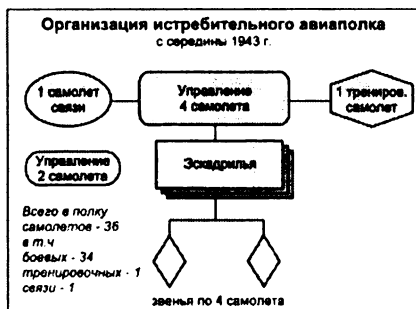 Организация истребительного авиаполка
с середины 1943 г.
1 самолет
связи
Управление
4 самолета
1 трениров.
самолет
Управление
2 самолета
Эскадрилья
Всего в полку
самолетов - 36
в т.ч
боевых - 34
тренировочных - 1
связи - 1
звенья по 4 самолета